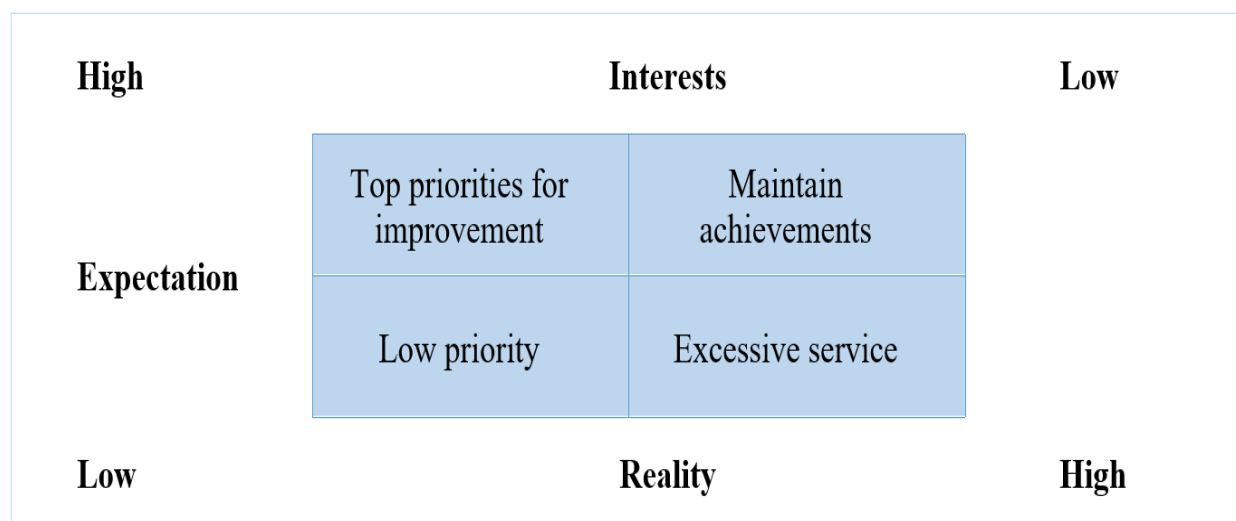 High Interests Low
Top priorities for Maintain
improvement achievements
Expectation
Low priority Excessive service
Low Reality High